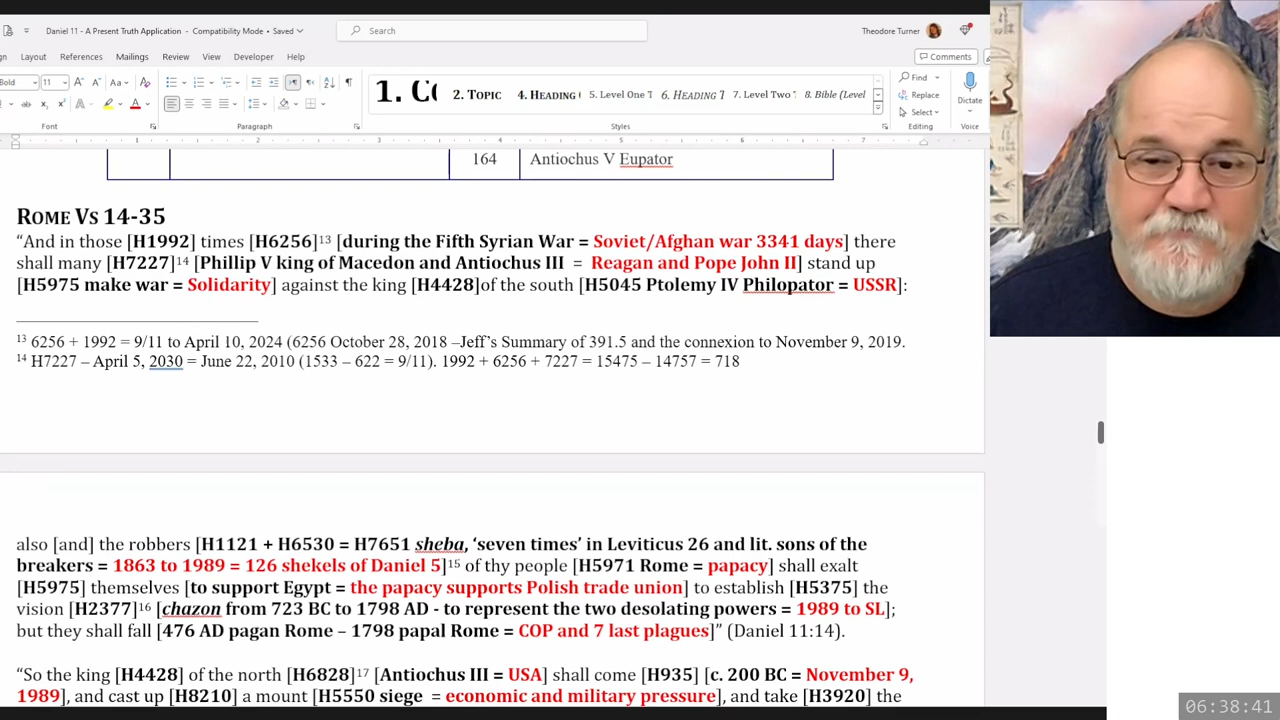 Daniel 11 - A Present Truth Application - Compatibility Mode • Saved
Search
Theodore Turner
Layout References Mailings Review View Developer Help
Comments
Bold 11
1. Co 2. Topic 4. Heading 5. Level One T 6. Heading T 7. Level Two T 8. Bible (Level
Find
Replace
Select
Dictate
Font Paragraph Styles Editing Voice
1 2 3 4 5 6 7
164 Antiochus V Eupator
Rome Vs 14-35
“And in those [H1992] times [H6256]13 [during the Fifth Syrian War = Soviet/Afghan war 3341 days] there
shall many [H7227]14 [Phillip V king of Macedon and Antiochus III = Reagan and Pope John II] stand up
[H5975 make war = Solidarity] against the king [H4428]of the south [H5045 Ptolemy IV Philopator = USSR]:
13 6256 + 1992 = 9/11 to April 10, 2024 (6256 October 28, 2018 –Jeff’s Summary of 391.5 and the connexion to November 9, 2019.
14 H7227 – April 5, 2030 = June 22, 2010 (1533 – 622 = 9/11). 1992 + 6256 + 7227 = 15475 – 14757 = 718
also [and] the robbers [H1121 + H6530 = H7651 sheba, ‘seven times’ in Leviticus 26 and lit. sons of the
breakers = 1863 to 1989 = 126 shekels of Daniel 5]15 of thy people [H5971 Rome = papacy] shall exalt
[H5975] themselves [to support Egypt = the papacy supports Polish trade union] to establish [H5375] the
vision [H2377]16 [chazon from 723 BC to 1798 AD - to represent the two desolating powers = 1989 to SL];
but they shall fall [476 AD pagan Rome – 1798 papal Rome = COP and 7 last plagues]” (Daniel 11:14).
“So the king [H4428] of the north [H6828]17 [Antiochus III = USA] shall come [H935] [c. 200 BC = November 9,
1989], and cast up [H8210] a mount [H5550 siege = economic and military pressure], and take [H3920] the
06:38:41